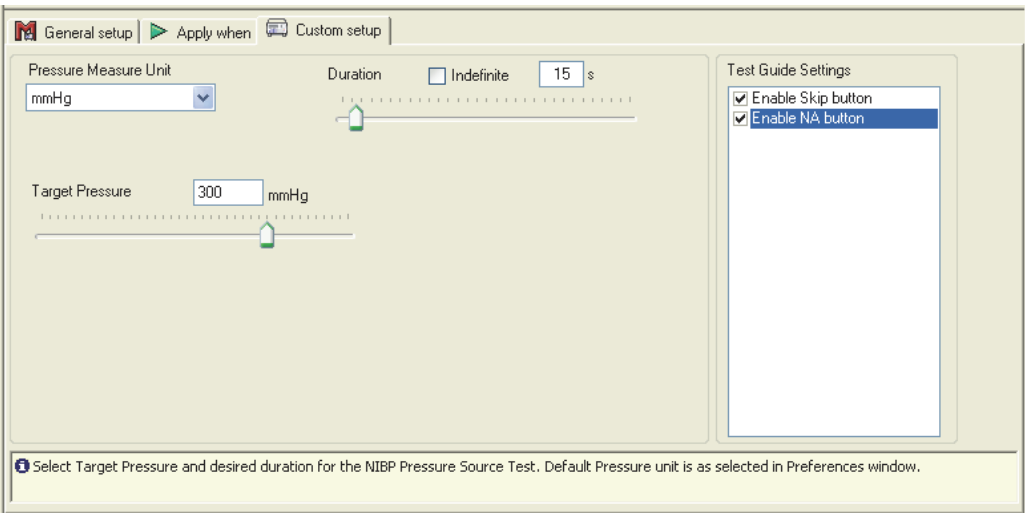 General setup
Apply when
Custom setup
Pressure Measure Unit
mmHg
Duration
Indefinite
15 s
Target Pressure
300 mmHg
Test Guide Settings
Enable Skip button
Enable NA button
Select Target Pressure and desired duration for the NIBP Pressure Source Test. Default Pressure unit is as selected in Preferences window.